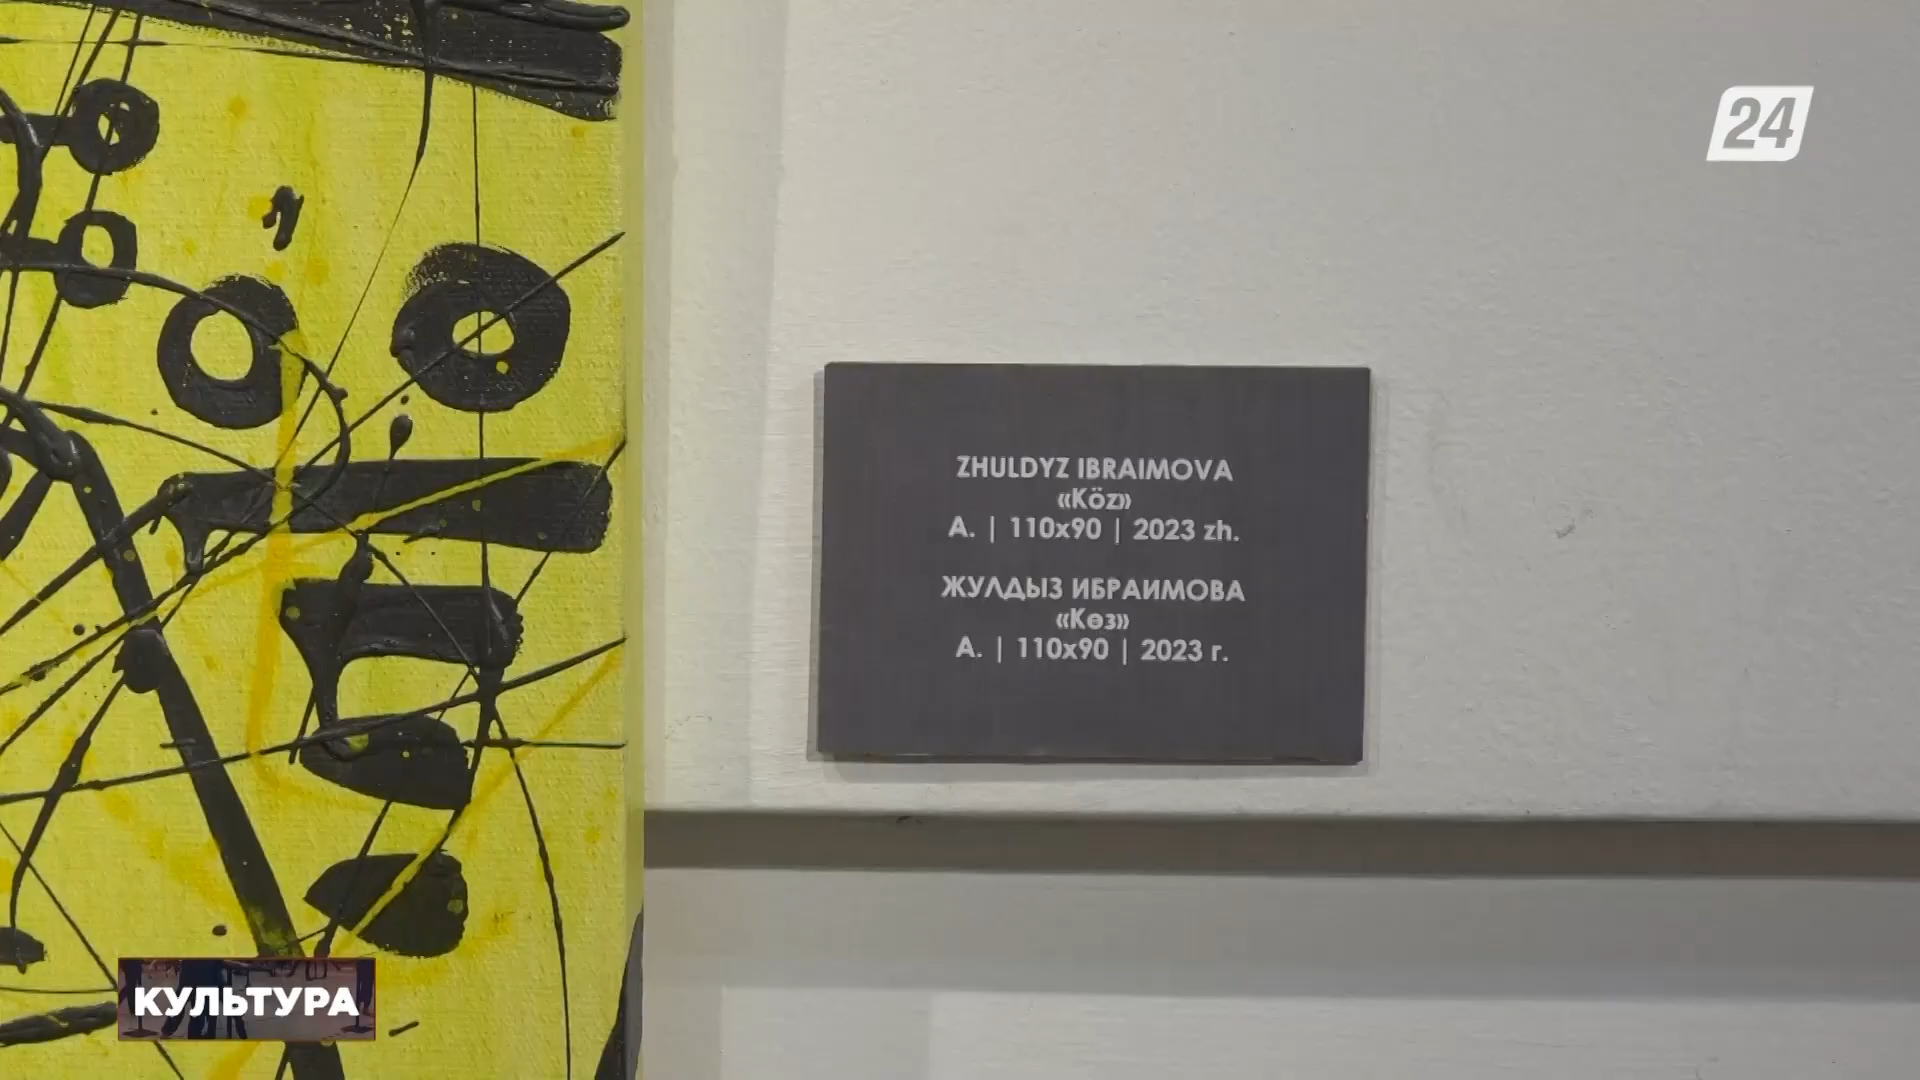 24
ZHULDYZ IBRAIMOVA
«Köz»
A. | 110x90 | 2023 zh.
ЖУЛДЫЗ ИБРАИМОВА
«Көз»
А. | 110x90 | 2023 г.
КУЛЬТУРА